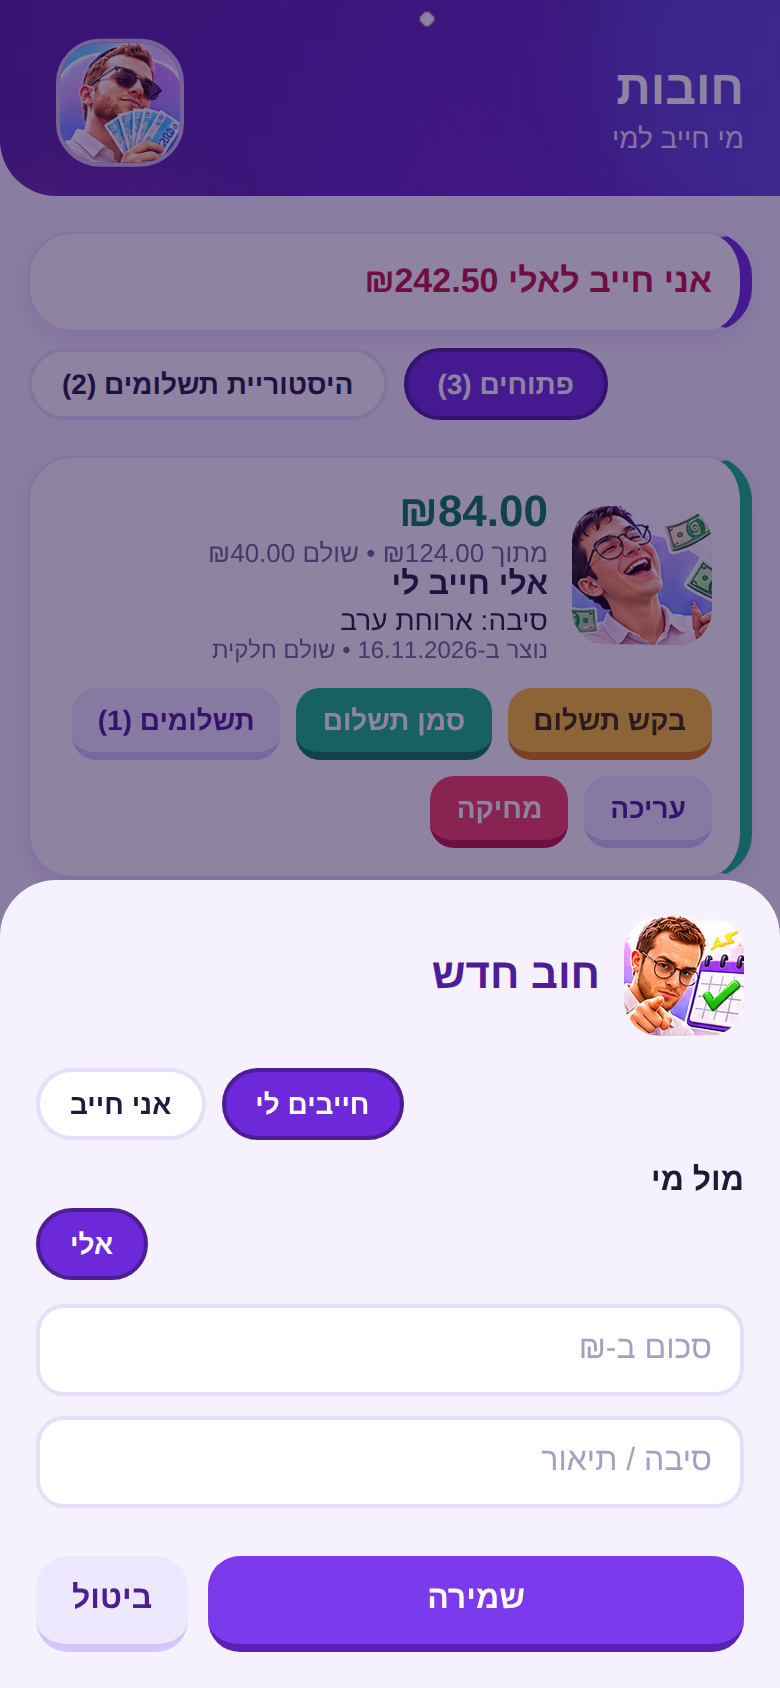 חובות
מי חייב למי
אני חייב לאלי ₪242.50
פתוחים (3)
היסטוריית תשלומים (2)
₪84.00
מתוך ₪124.00 • שולם ₪40.00
אלי חייב לי
סיבה: ארוחת ערב
נוצר ב-16.11.2026 • שולם חלקית
בקש תשלום
סמן תשלום
תשלומים (1)
עריכה
מחיקה
חוב חדש
חייבים לי
אני חייב
מול מי
אלי
סכום ב-₪
סיבה / תיאור
שמירה
ביטול